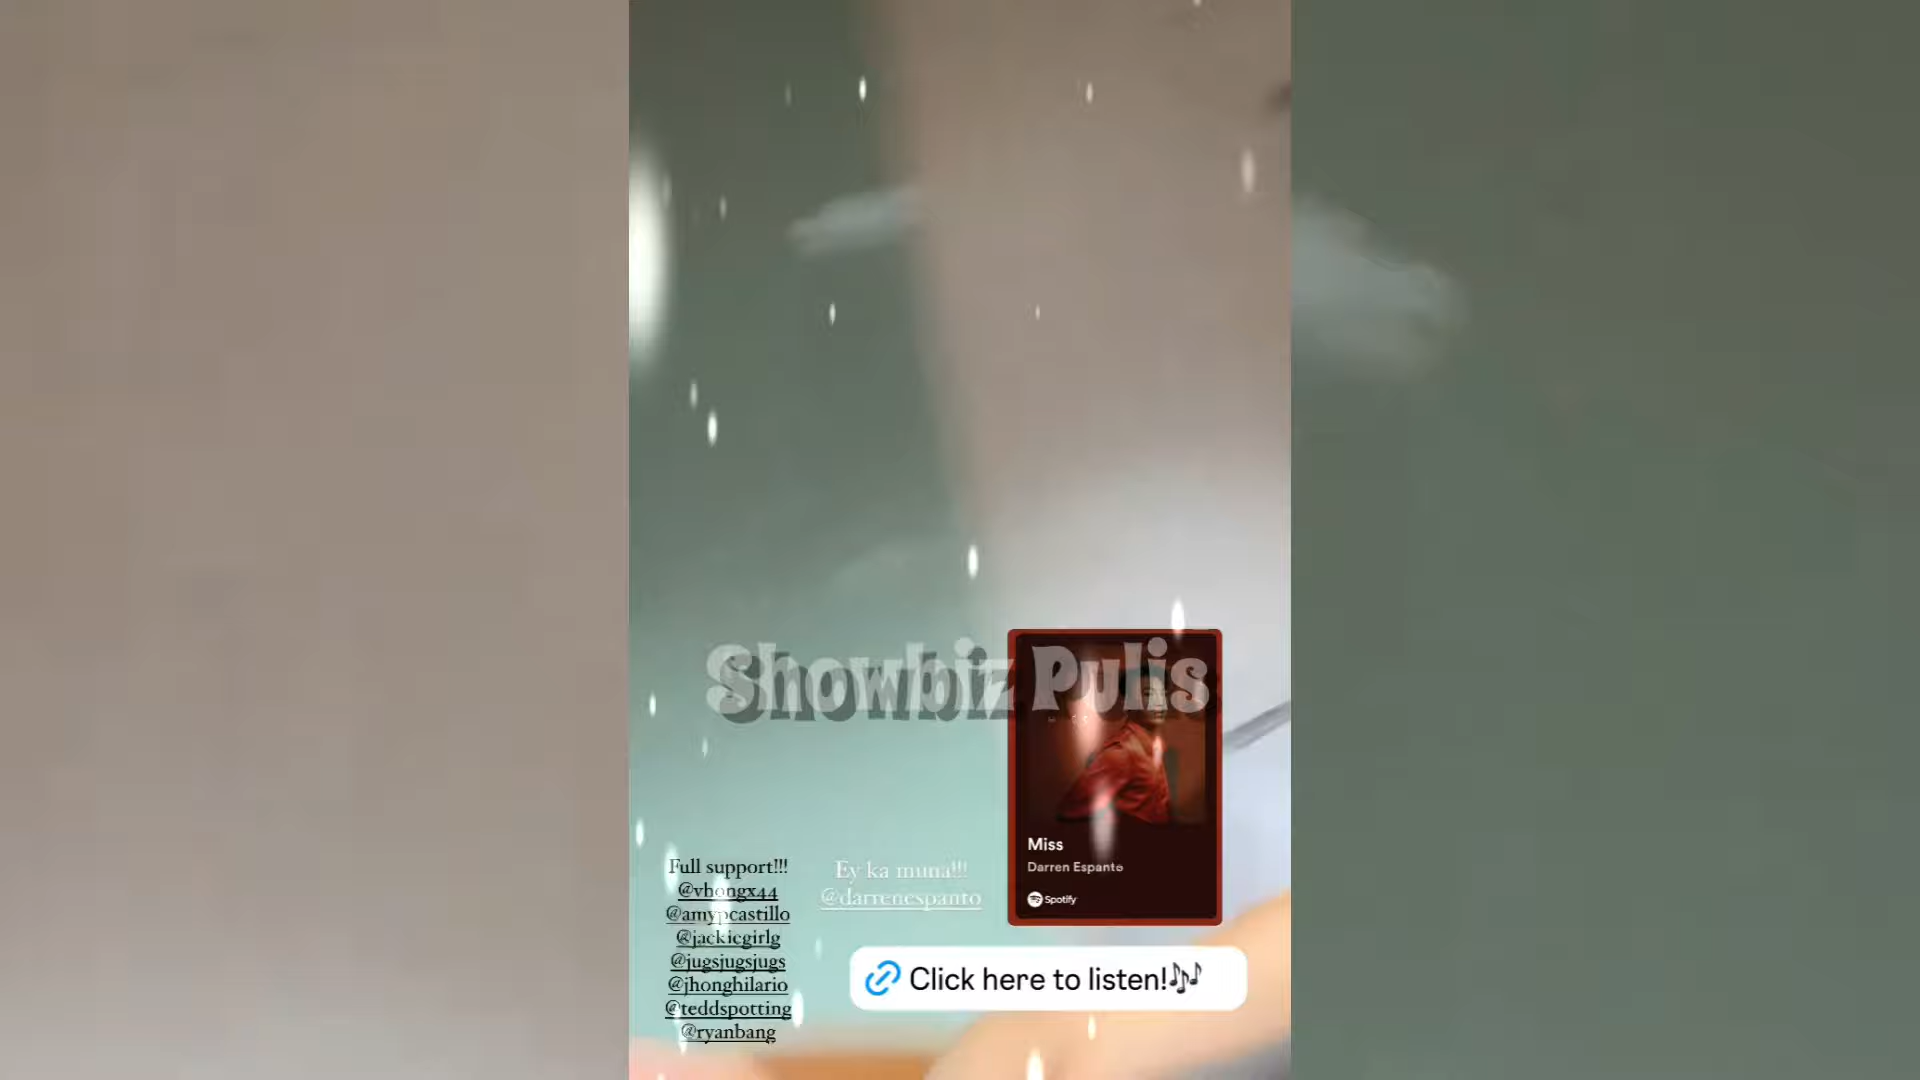 Showbiz Pulis
Miss
Darren Espanto
Spotify
Full support!!!
@vhongx44
@amypcastillo
@jackiegirlg
@jugsjugsjugs
@jhonghilario
@teddspotting
@ryanbang
Ey ka muna!!!
@darrenespanto
Click here to listen!